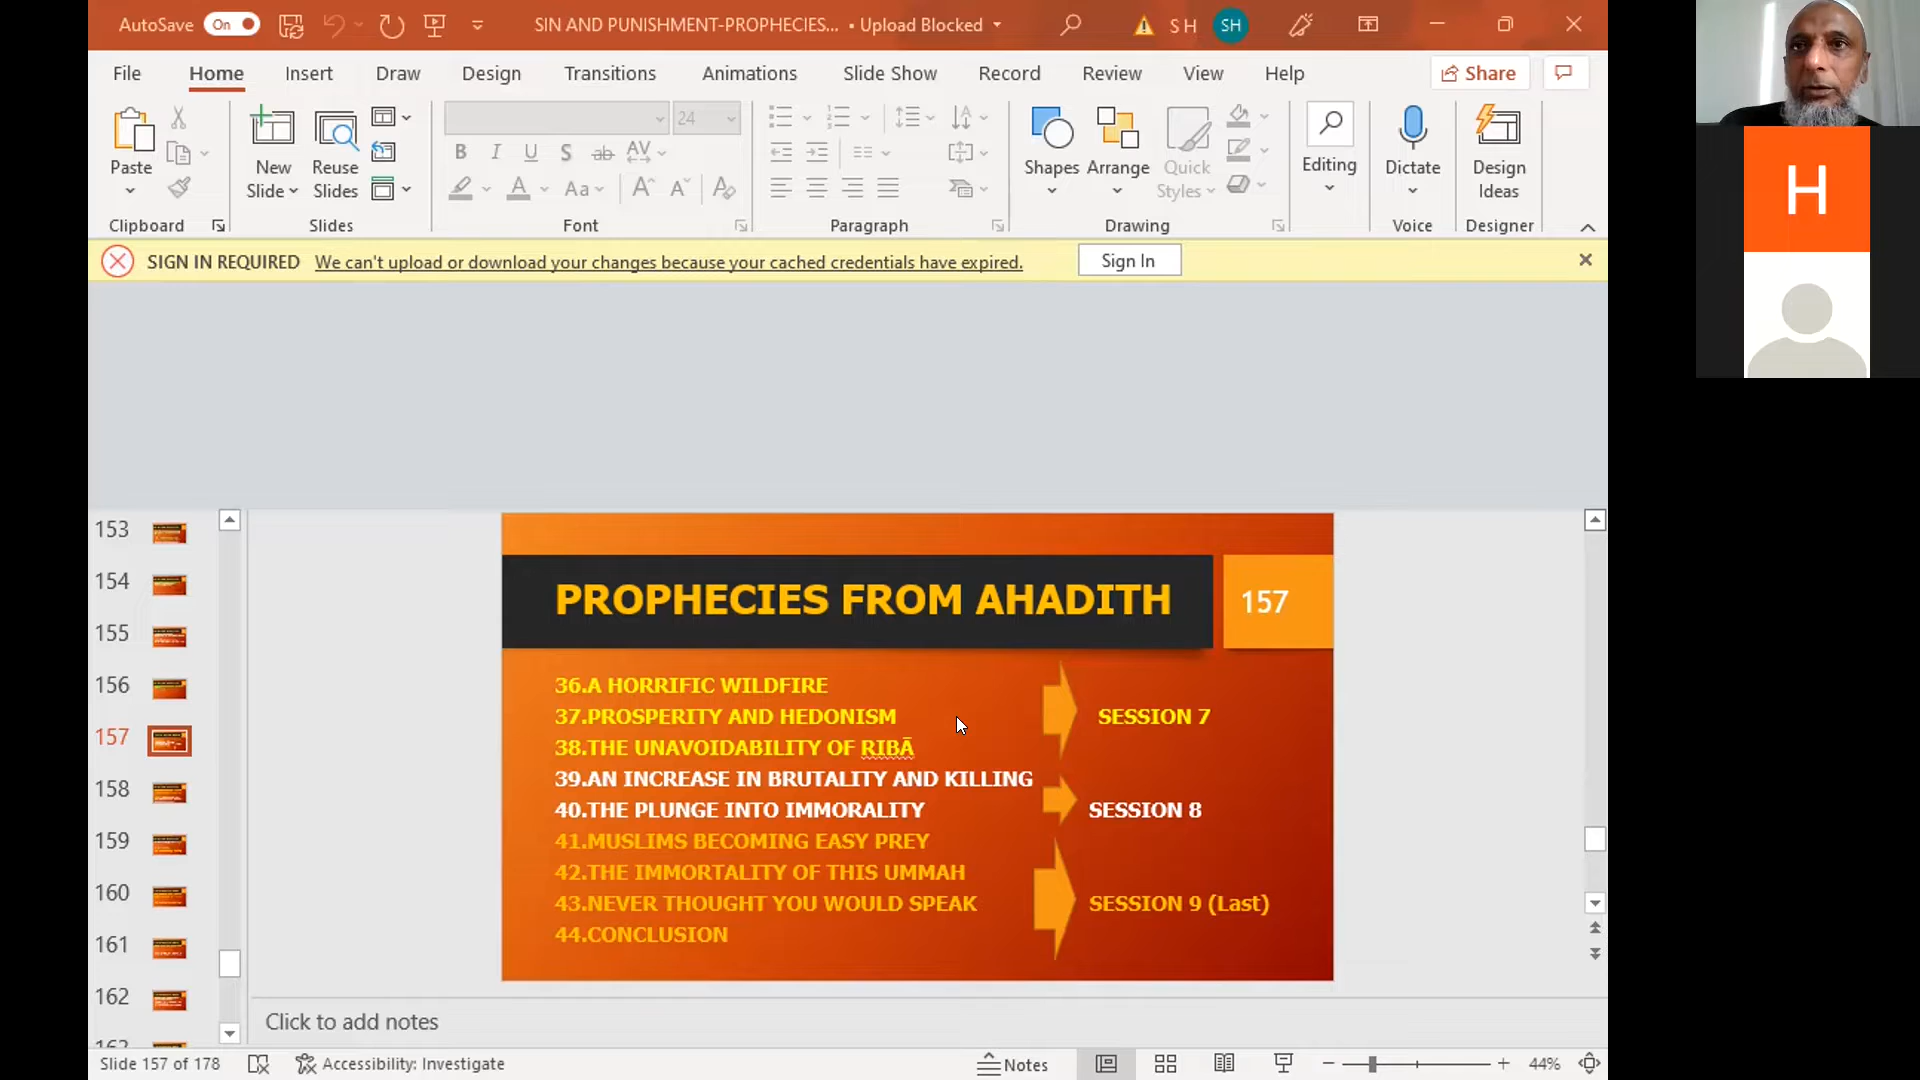 AutoSave On SIN AND PUNISHMENT-PROPHECIES... • Upload Blocked S H SH
File Home Insert Draw Design Transitions Animations Slide Show Record Review View Help Share
24
B I U S ab AV
A Aa A A A
Paste New Slide Reuse Slides Shapes Arrange Quick Styles Editing Dictate Design Ideas
Clipboard Slides Font Paragraph Drawing Voice Designer
SIGN IN REQUIRED We can't upload or download your changes because your cached credentials have expired. Sign In
H
153
154
155
156
157
158
159
160
161
162
PROPHECIES FROM AHADITH 157
36.A HORRIFIC WILDFIRE
37.PROSPERITY AND HEDONISM SESSION 7
38.THE UNAVOIDABILITY OF RIBĀ
39.AN INCREASE IN BRUTALITY AND KILLING
40.THE PLUNGE INTO IMMORALITY SESSION 8
41.MUSLIMS BECOMING EASY PREY
42.THE IMMORTALITY OF THIS UMMAH
43.NEVER THOUGHT YOU WOULD SPEAK SESSION 9 (Last)
44.CONCLUSION
Click to add notes
Slide 157 of 178 Accessibility: Investigate Notes 44%